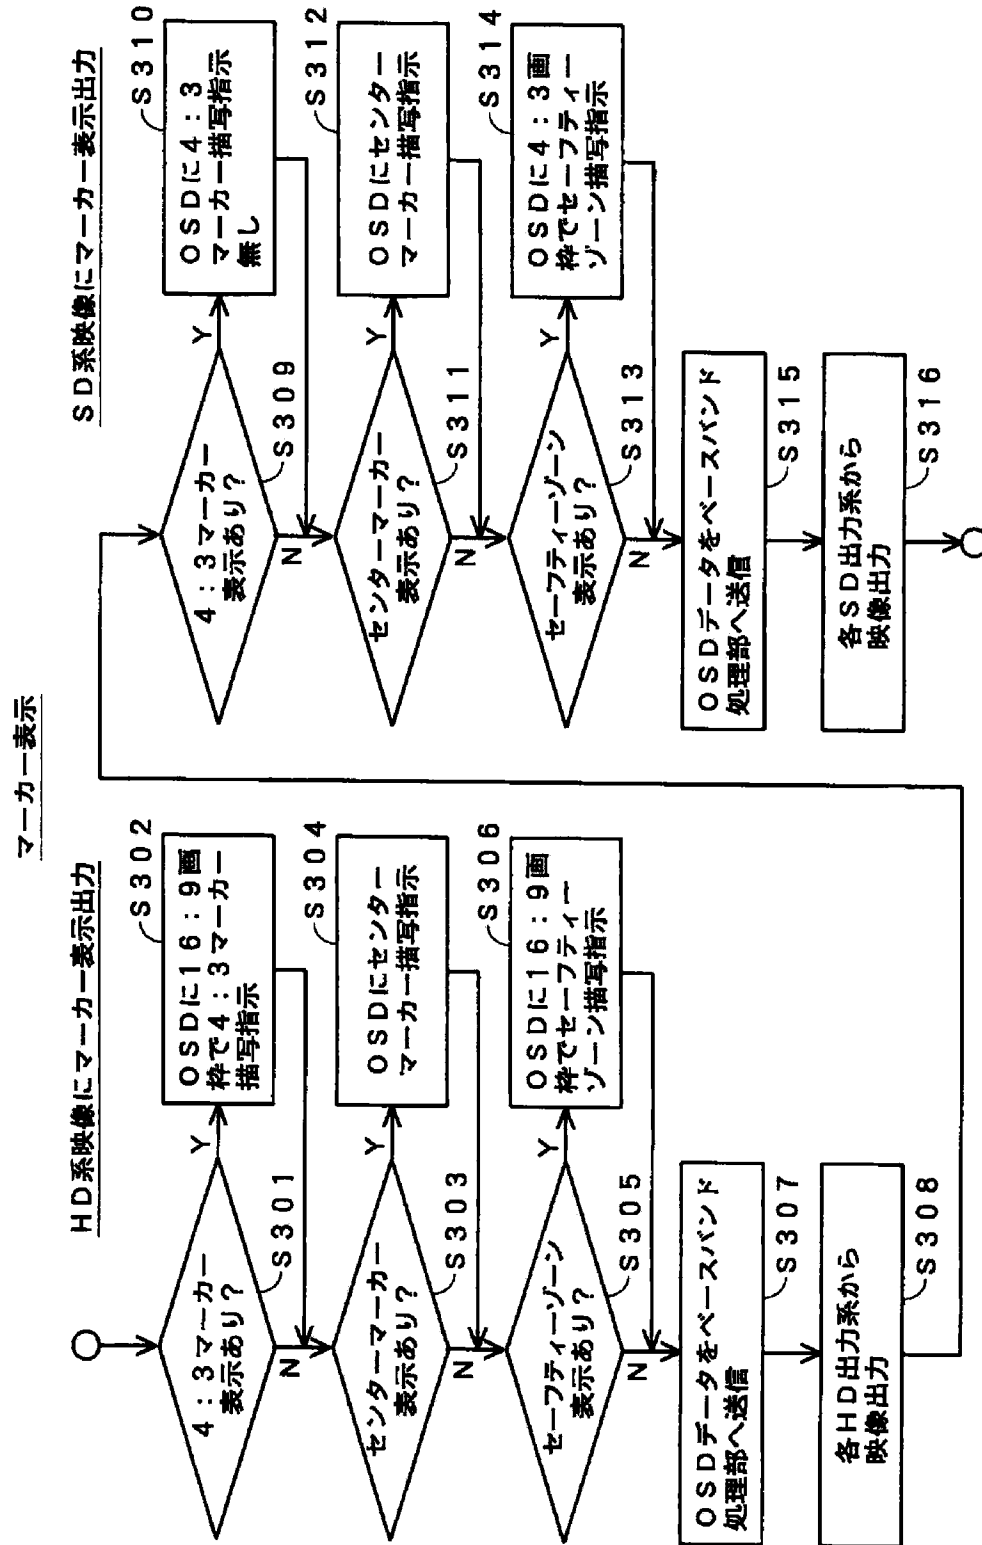 マーカー表示
HD系映像にマーカー表示出力
4:3マーカー
表示あり?
S301
Y
N
OSDに16:9画
枠で4:3マーカー
描写指示
S302
センターマーカー
表示あり?
S303
Y
N
OSDにセンター
マーカー描写指示
S304
セーフティーゾーン
表示あり?
S305
Y
N
OSDに16:9画
枠でセーフティー
ゾーン描写指示
S306
OSDデータをベースバンド
処理部へ送信
S307
各HD出力系から
映像出力
S308
SD系映像にマーカー表示出力
4:3マーカー
表示あり?
S309
Y
N
OSDに4:3
マーカー描写指示
無し
S310
センターマーカー
表示あり?
S311
Y
N
OSDにセンター
マーカー描写指示
S312
セーフティーゾーン
表示あり?
S313
Y
N
OSDに4:3画
枠でセーフティー
ゾーン描写指示
S314
OSDデータをベースバンド
処理部へ送信
S315
各SD出力系から
映像出力
S316